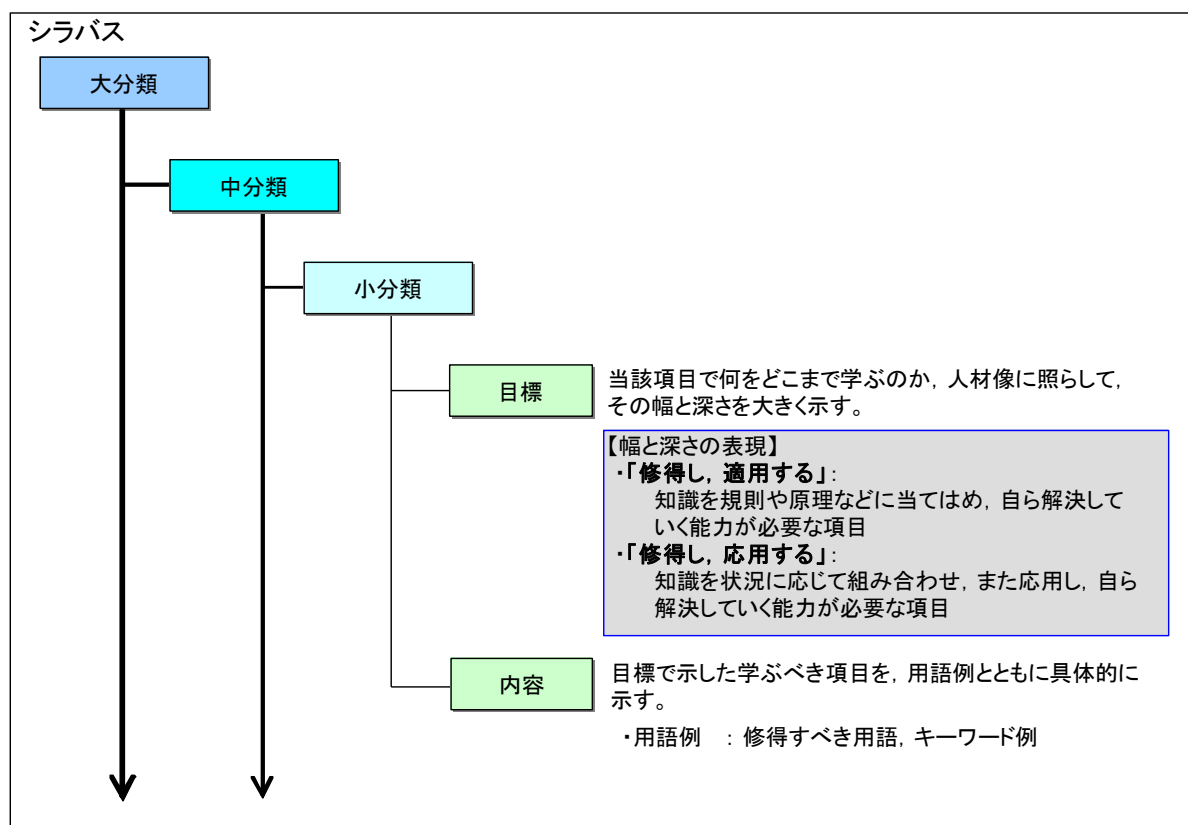 シラバス
大分類
中分類
小分類
目標
当該項目で何をどこまで学ぶのか，人材像に照らして，
その幅と深さを大きく示す。
【幅と深さの表現】
・「修得し，適用する」：
知識を規則や原理などに当てはめ，自ら解決して
いく能力が必要な項目
・「修得し，応用する」：
知識を状況に応じて組み合わせ，また応用し，自ら
解決していく能力が必要な項目
内容
目標で示した学ぶべき項目を，用語例とともに具体的に
示す。
・用語例　：修得すべき用語，キーワード例